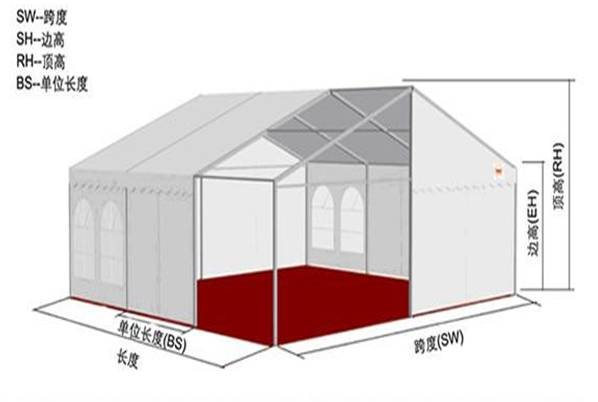 SW--跨度
SH--边高
RH--顶高
BS--单位长度
顶高(RH)
边高(EH)
单位长度(BS)
长度
跨度(SW)